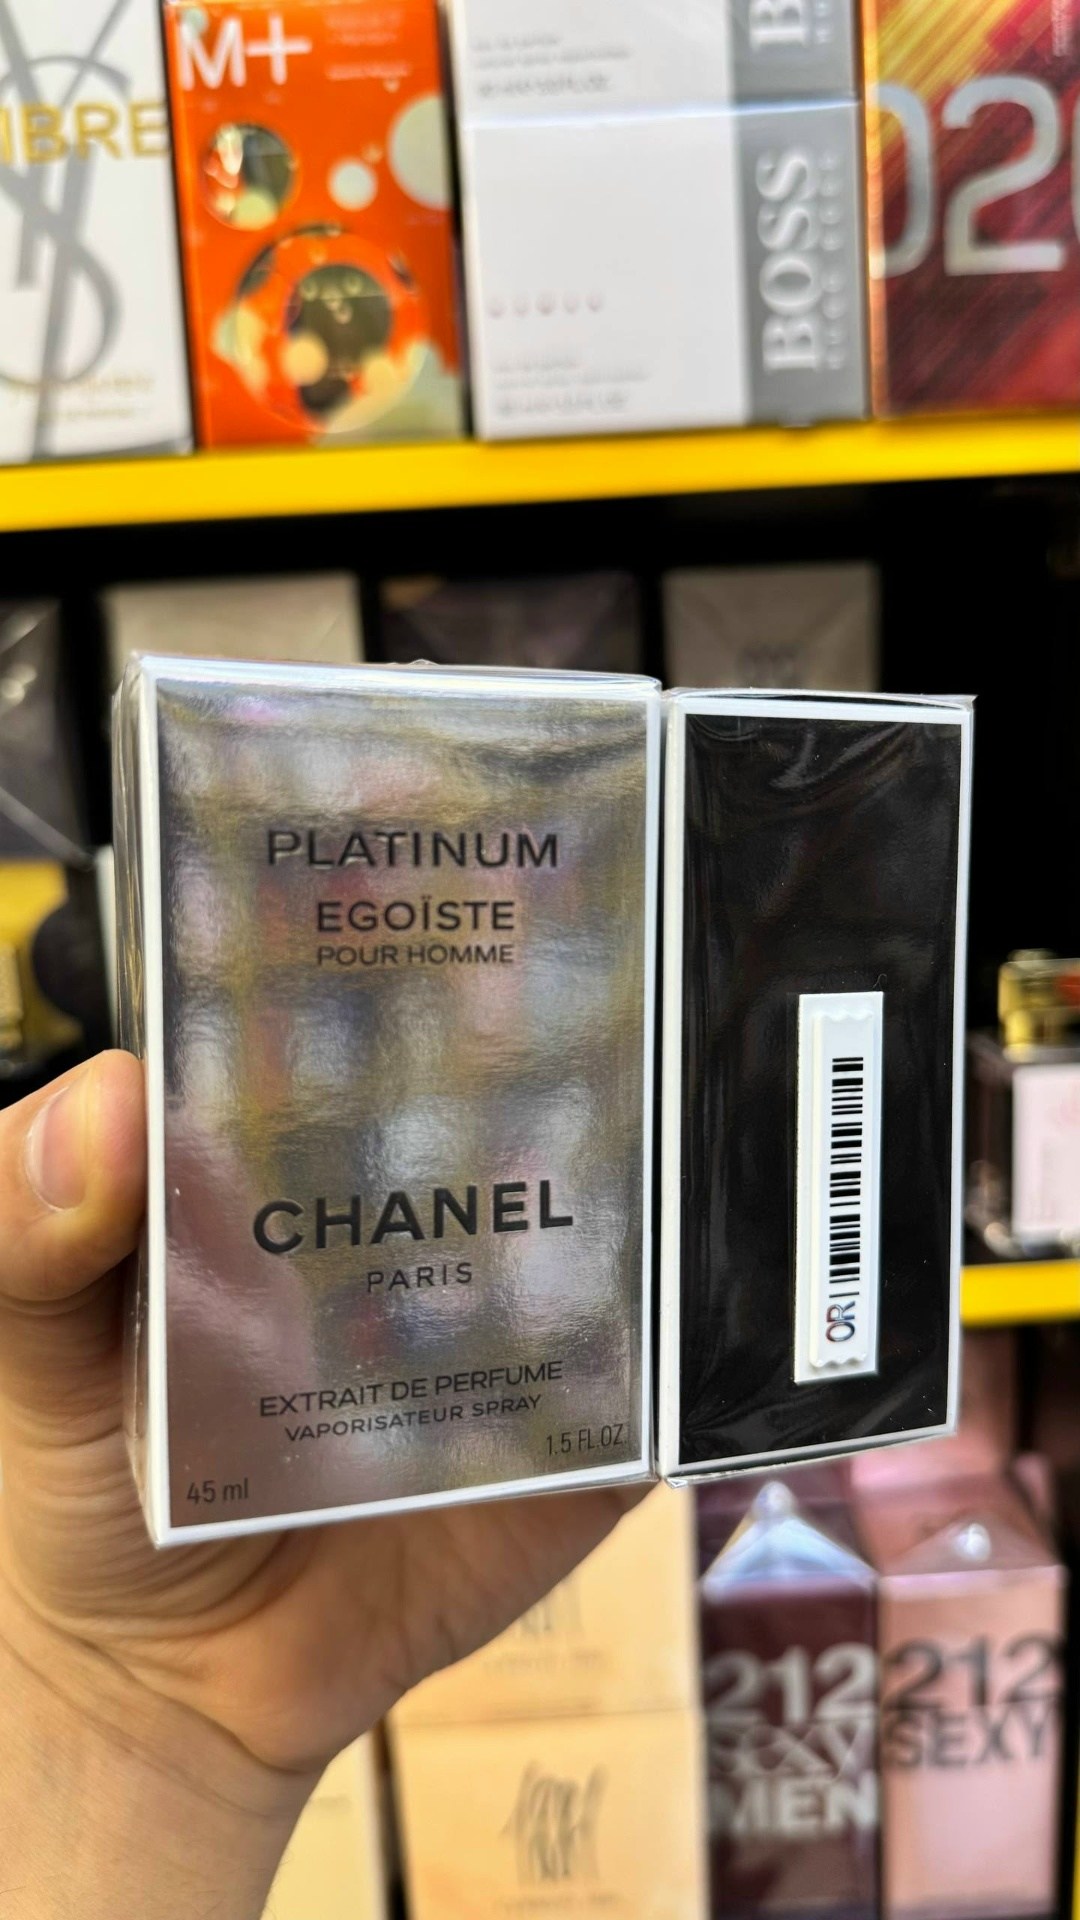 M+
BOSS
020
PLATINUM
EGOÏSTE
POUR HOMME
CHANEL
PARIS
EXTRAIT DE PERFUME
VAPORISATEUR SPRAY
45 ml
1.5 FL.OZ
OR
212
sexy
MEN
212
SEXY